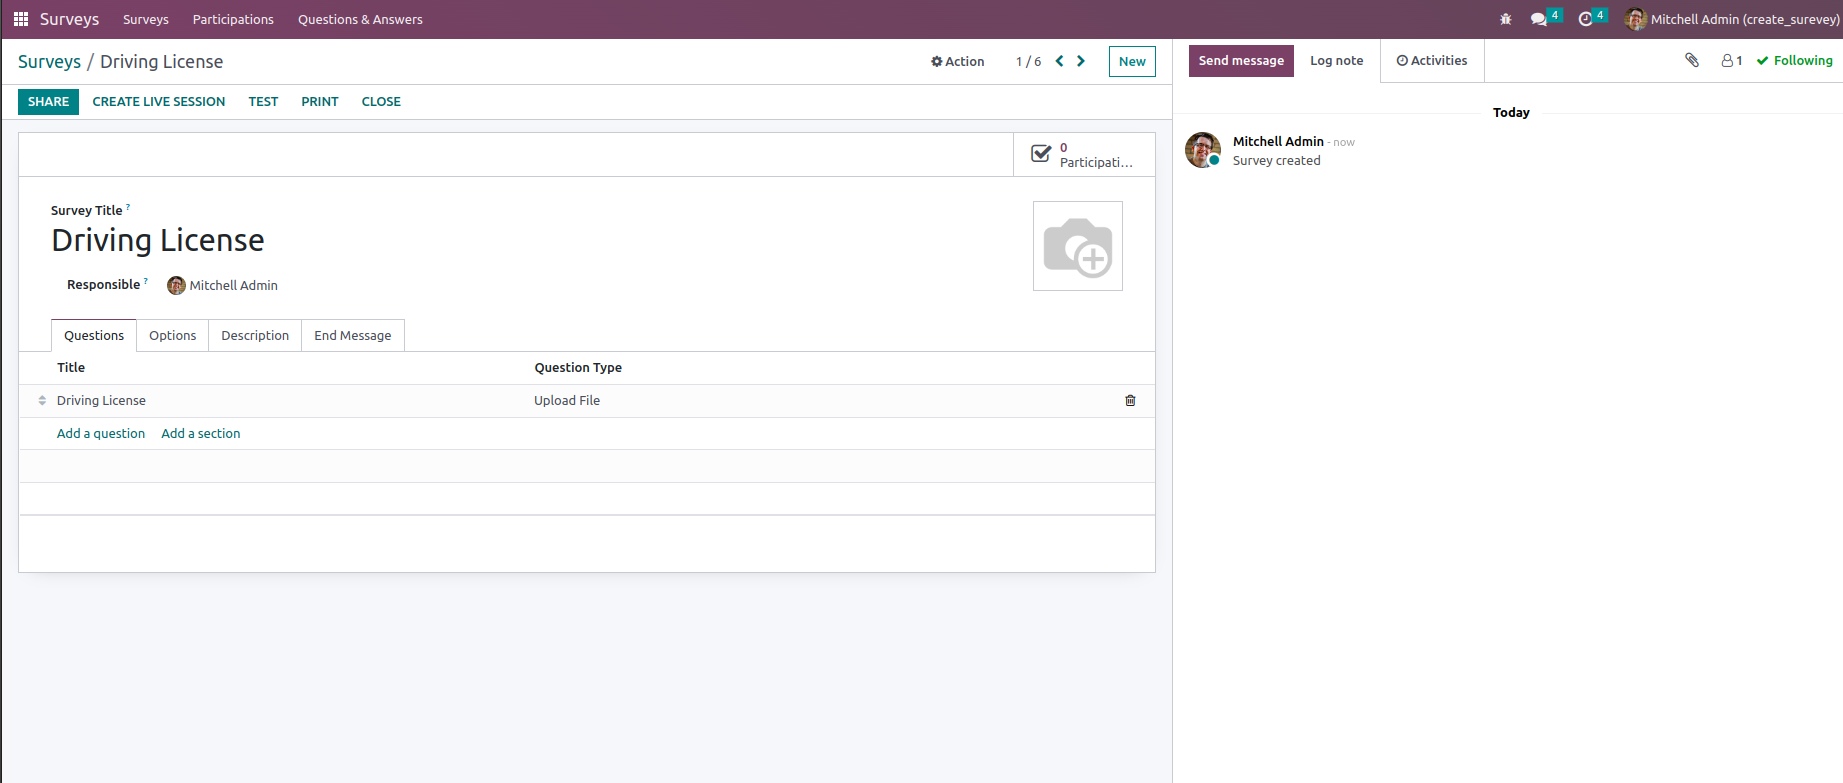 Surveys Surveys Participations Questions & Answers 4 4 Mitchell Admin (create_surevey)
Surveys / Driving License Action 1 / 6 New
SHARE CREATE LIVE SESSION TEST PRINT CLOSE
0
Participati...
Survey Title ?
Driving License
Responsible ? Mitchell Admin
Questions Options Description End Message
Title Question Type
Driving License Upload File
Add a question Add a section
Send message Log note Activities 1 Following
Today
Mitchell Admin - now
Survey created